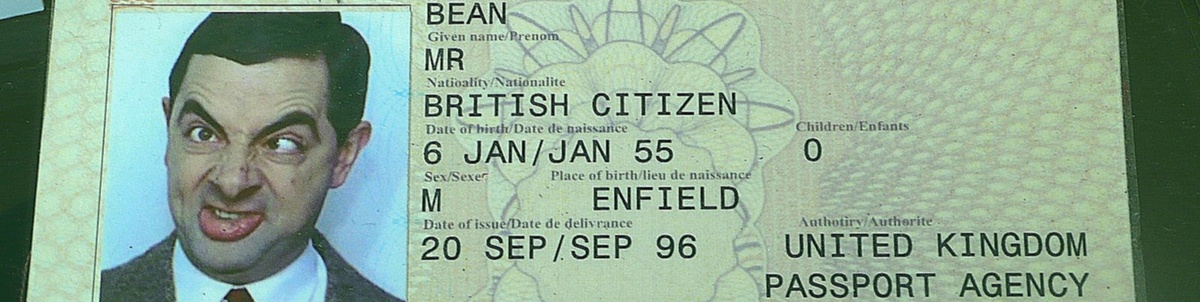 BEAN
Given name/Prenom
MR
Natioality/Nationalite
BRITISH CITIZEN
Date of birth/Date de naissance
Children/Enfants
6 JAN/JAN 55
0
Sex/Sexer
Place of birth/lieu de naissance
M
ENFIELD
Date of issue/Date de delivrance
Authotiry/Authorite
20 SEP/SEP 96
UNITED KINGDOM
PASSPORT AGENCY